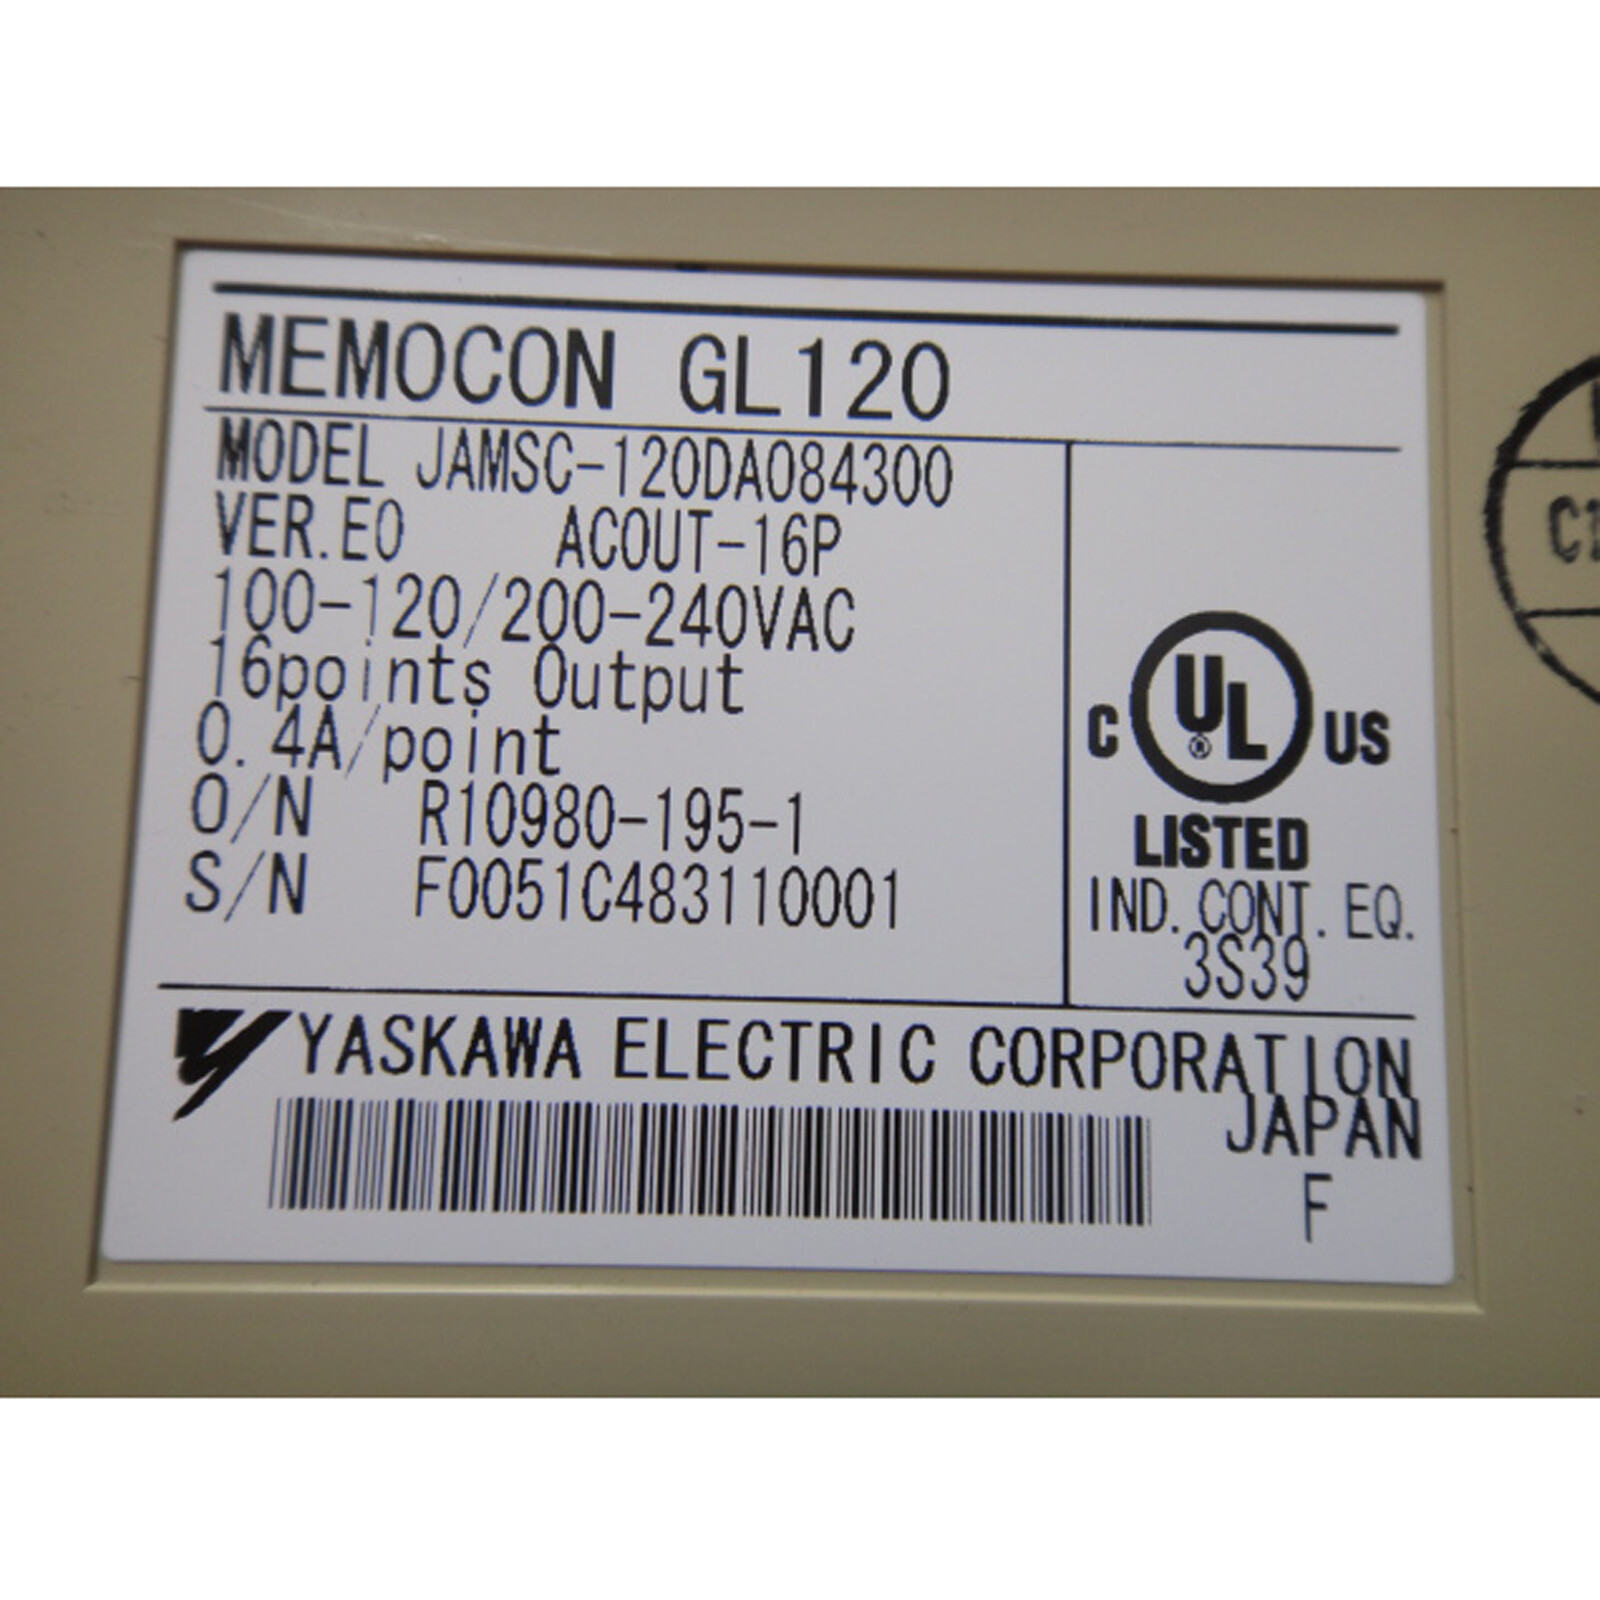 MEMOCON GL120
MODEL JAMSC-120DA084300
VER.E0 ACOUT-16P
100-120/200-240VAC
16points Output
0.4A/point
O/N R10980-195-1
S/N F0051C483110001
C UL® US
LISTED
IND. CONT. EQ.
3S39
YASKAWA ELECTRIC CORPORATION
JAPAN
F